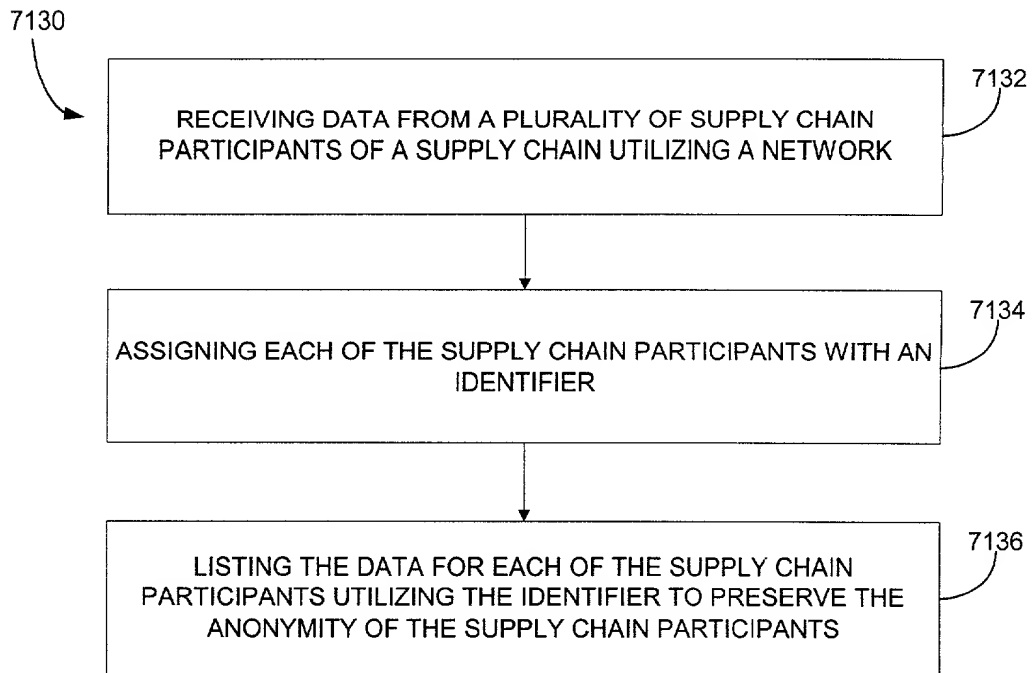 7130
7132
RECEIVING DATA FROM A PLURALITY OF SUPPLY CHAIN
PARTICIPANTS OF A SUPPLY CHAIN UTILIZING A NETWORK
7134
ASSIGNING EACH OF THE SUPPLY CHAIN PARTICIPANTS WITH AN
IDENTIFIER
7136
LISTING THE DATA FOR EACH OF THE SUPPLY CHAIN
PARTICIPANTS UTILIZING THE IDENTIFIER TO PRESERVE THE
ANONYMITY OF THE SUPPLY CHAIN PARTICIPANTS